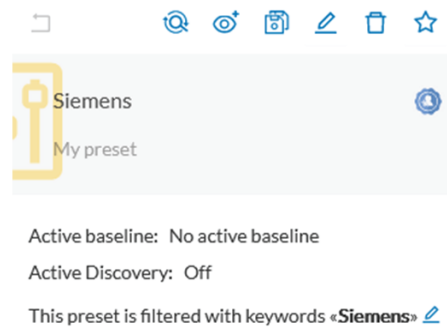 Siemens
My preset
Active baseline: No active baseline
Active Discovery: Off
This preset is filtered with keywords «Siemens»